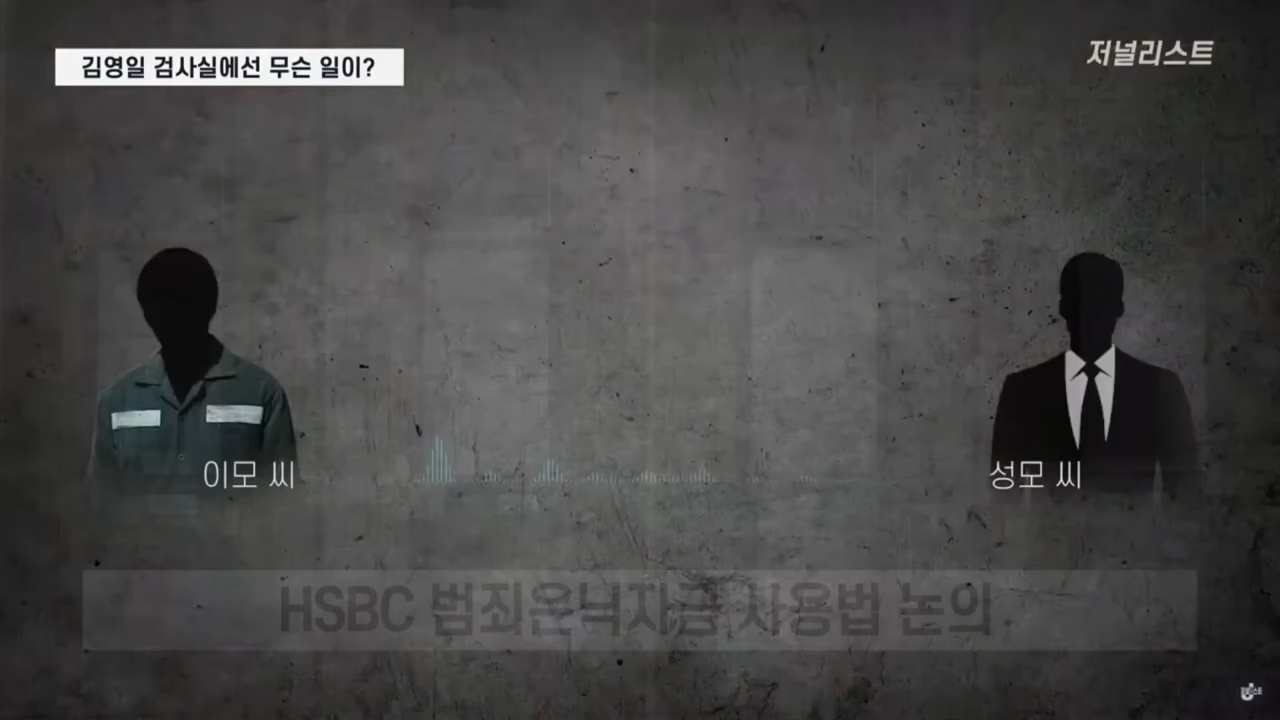 김영일 검사실에선 무슨 일이?
저널리스트
이모 씨
성모 씨
HSBC 범죄은닉자금 사용법 논의